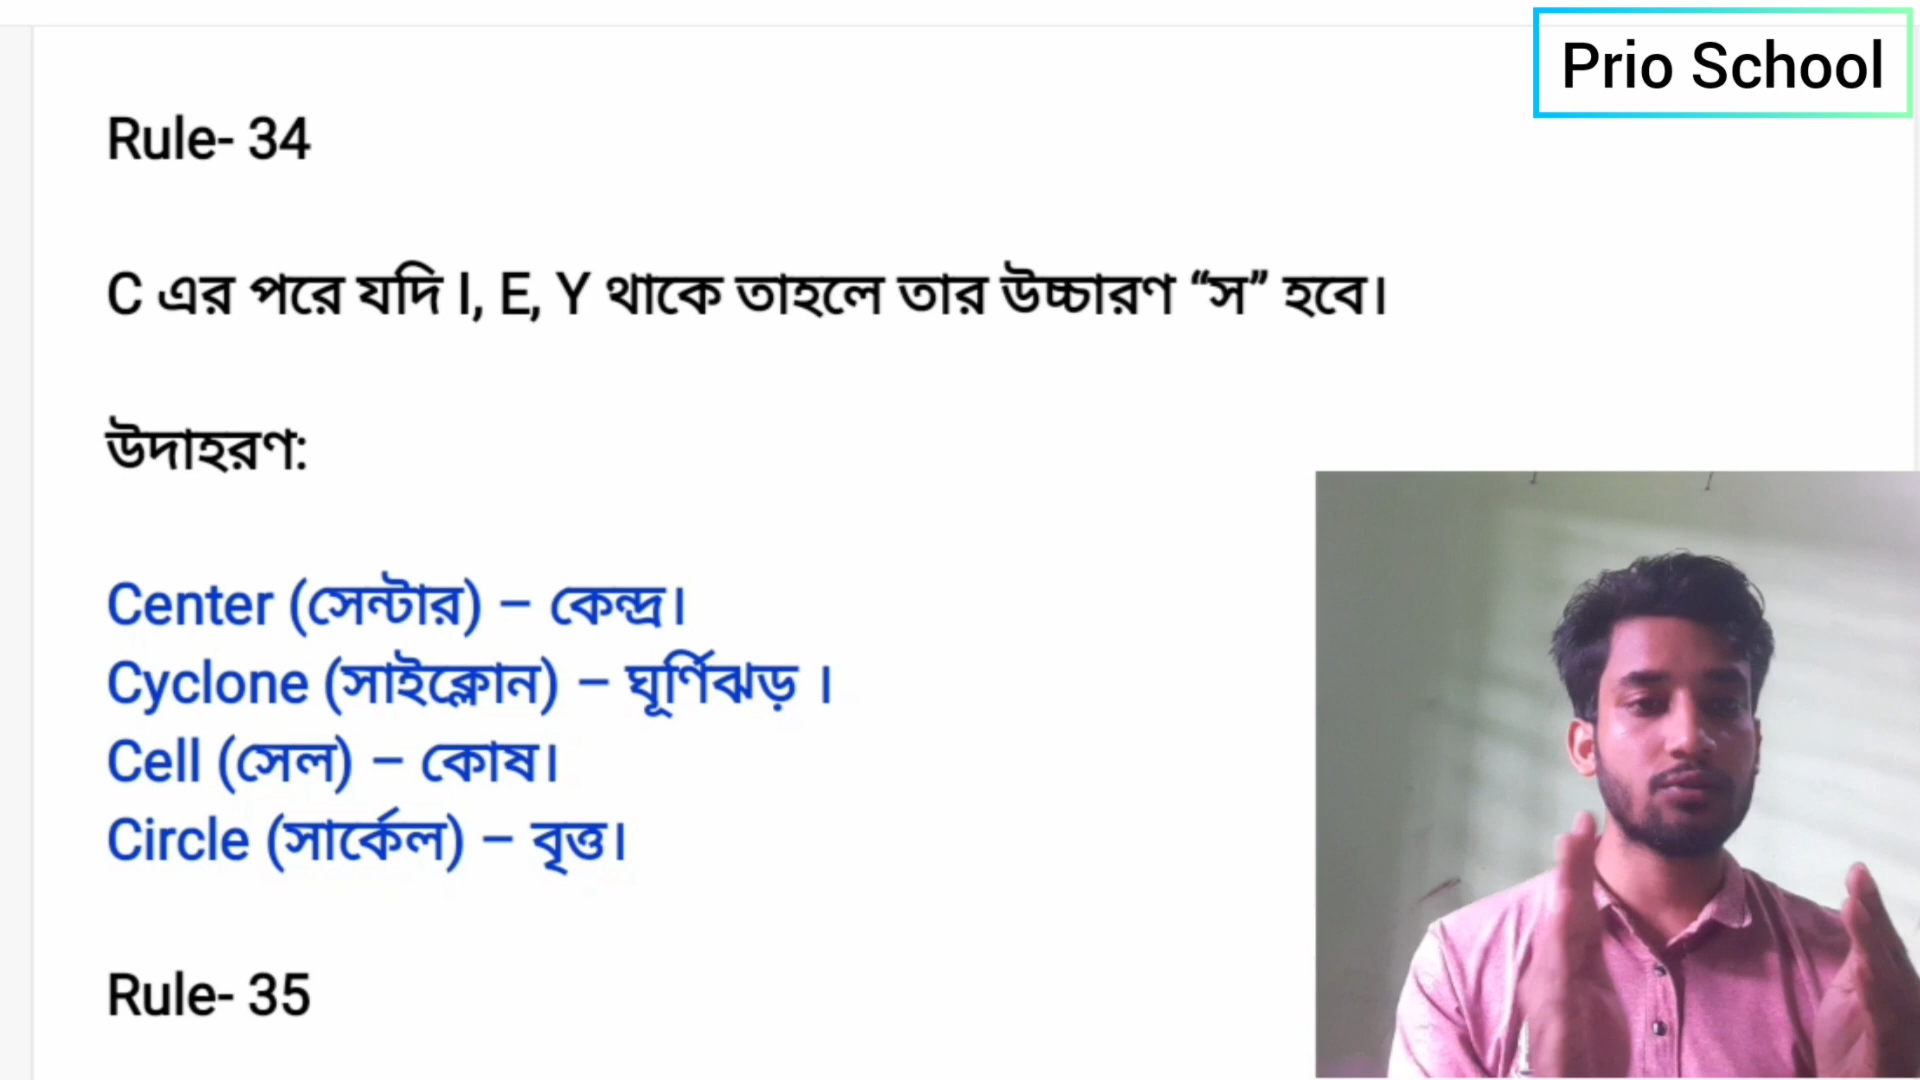 Prio School
Rule- 34
C এর পরে যদি I, E, Y থাকে তাহলে তার উচ্চারণ “স” হবে।
উদাহরণ:
Center (সেন্টার) – কেন্দ্র।
Cyclone (সাইক্লোন) – ঘূর্ণিঝড় ।
Cell (সেল) – কোষ।
Circle (সার্কেল) – বৃত্ত।
Rule- 35